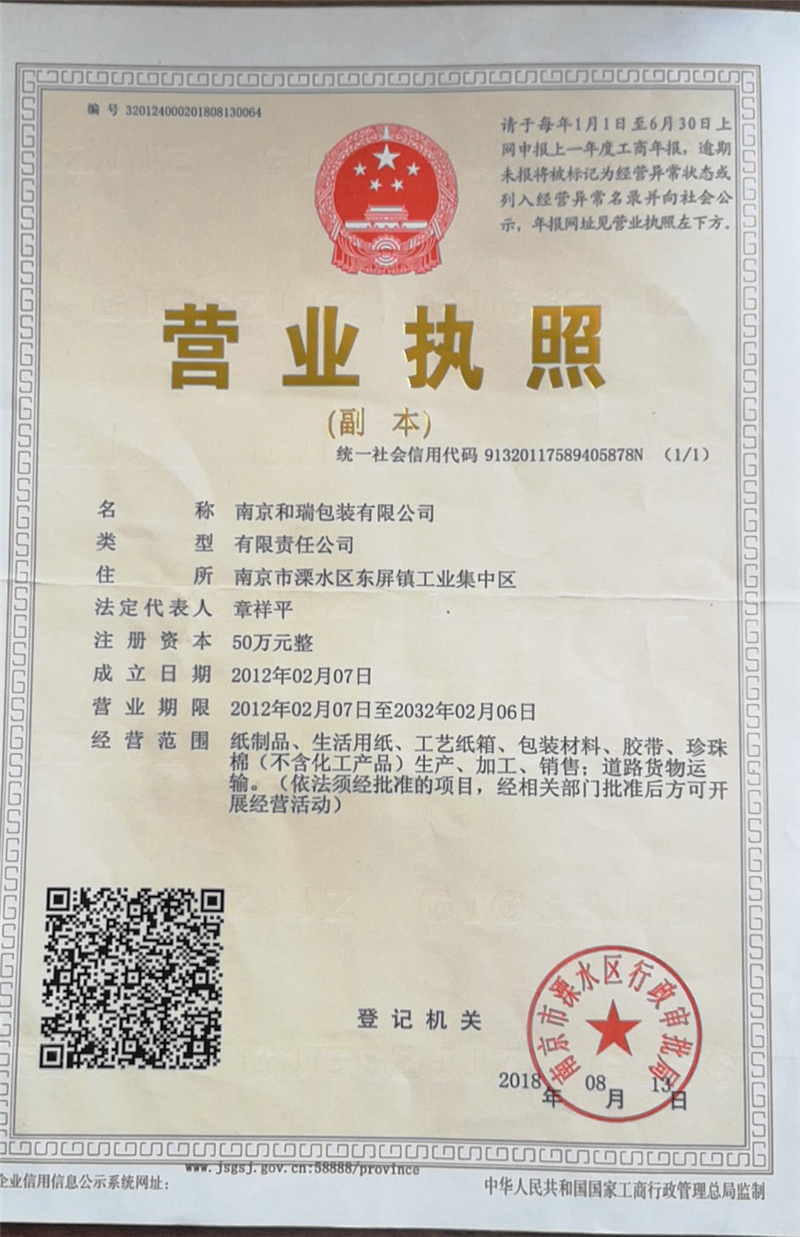 编 号 320124000201808130064
请于每年1月1日至6月30日上
网申报上一年度工商年报，逾期
未报将被标记为经营异常状态或
列入经营异常名录并向社会公
示，年报网址见营业执照左下方。
营业执照
(副 本)
统一社会信用代码 91320117589405878N （1/1）
名 称 南京和瑞包装有限公司
类 型 有限责任公司
住 所 南京市溧水区东屏镇工业集中区
法定代表人 章祥平
注 册 资 本 50万元整
成 立 日 期 2012年02月07日
营 业 期 限 2012年02月07日至2032年02月06日
经 营 范 围 纸制品、生活用纸、工艺纸箱、包装材料、胶带、珍珠
棉（不含化工产品）生产、加工、销售；道路货物运
输。（依法须经批准的项目，经相关部门批准后方可开
展经营活动）
登 记 机 关
南京市溧水区行政审批局
2018年 08月 13日
企业信用信息公示系统网址：
www.jsgsj.gov.cn:58888/province
中华人民共和国国家工商行政管理总局监制